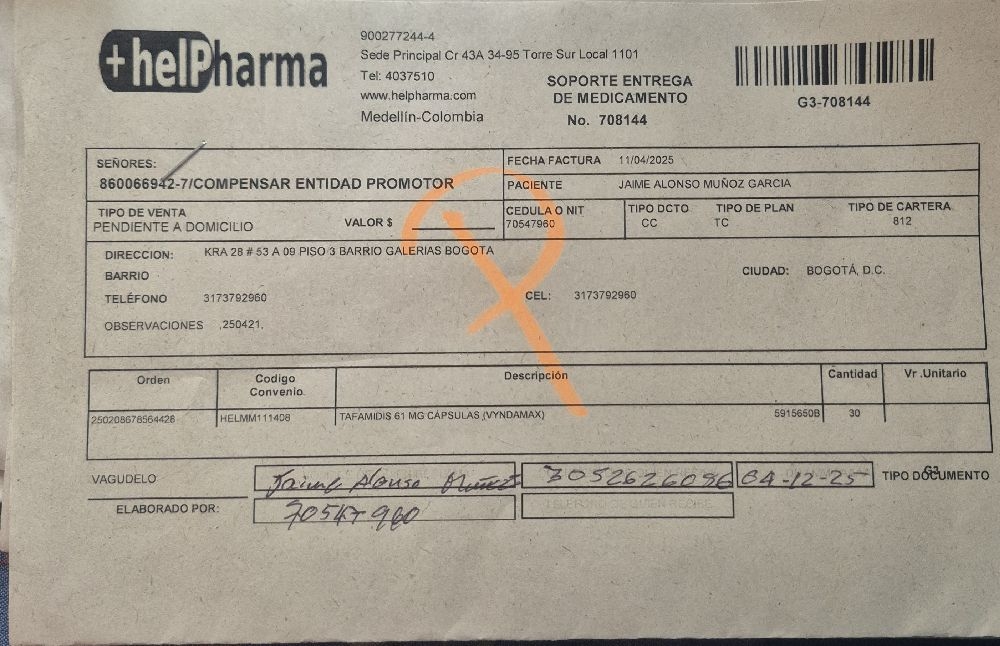 +helPharma
900277244-4
Sede Principal Cr 43A 34-95 Torre Sur Local 1101
Tel: 4037510
www.helpharma.com
Medellín-Colombia
SOPORTE ENTREGA
DE MEDICAMENTO
No. 708144
G3-708144
SEÑORES:
860066942-7/COMPENSAR ENTIDAD PROMOTOR
FECHA FACTURA 11/04/2025
PACIENTE JAIME ALONSO MUÑOZ GARCIA
TIPO DE VENTA
PENDIENTE A DOMICILIO
VALOR $
CEDULA O NIT
70547960
TIPO DCTO
CC
TIPO DE PLAN
TC
TIPO DE CARTERA
812
DIRECCION: KRA 28 # 53 A 09 PISO 3 BARRIO GALERIAS BOGOTA
BARRIO
CIUDAD: BOGOTÁ, D.C.
TELÉFONO 3173792960
CEL: 3173792960
OBSERVACIONES ,250421,
Orden Codigo Convenio. Descripción Cantidad Vr .Unitario
250208678564428 HELMM111408 TAFAMIDIS 61 MG CAPSULAS (VYNDAMAX) 5915650B 30
VAGUDELO
Jaime Alonso Muñoz
3052626096
04-12-25
TIPO DOCUMENTO
G3
ELABORADO POR:
70547960